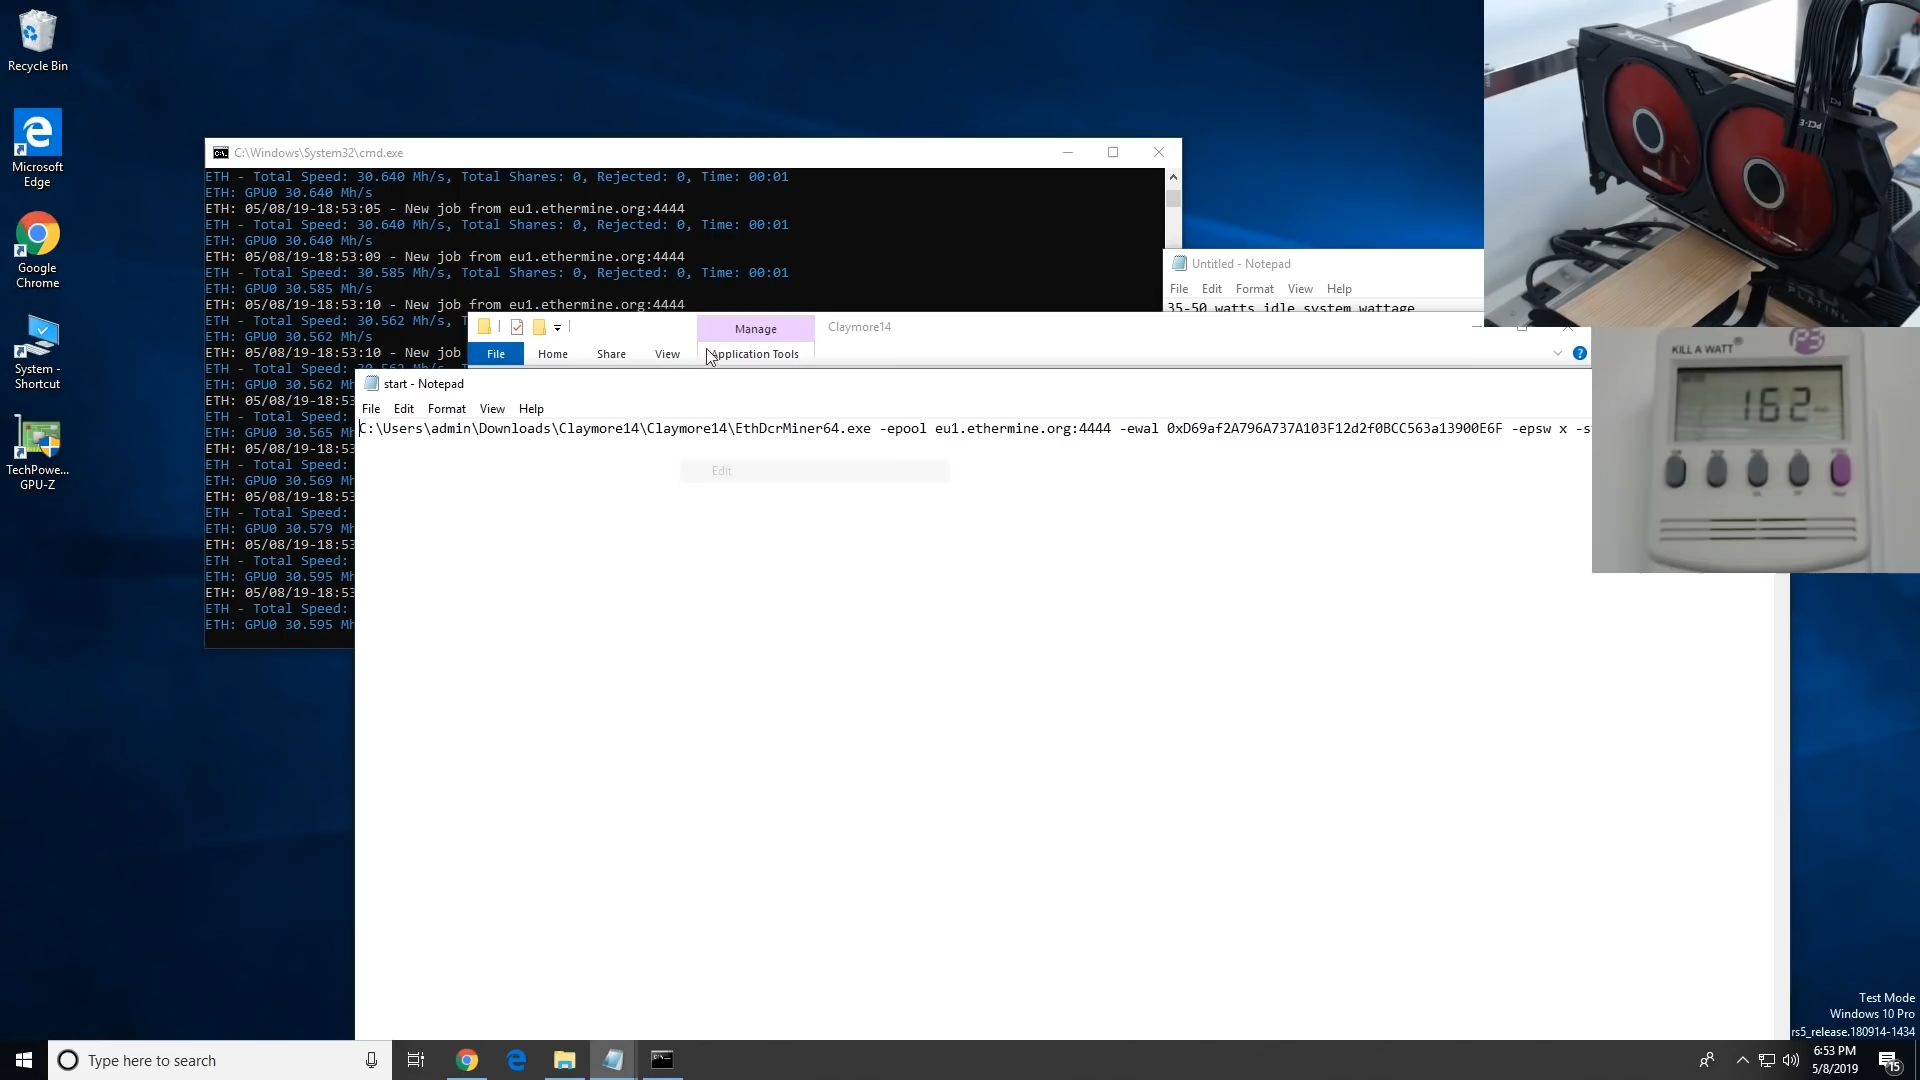 Recycle Bin
Microsoft
Edge
Google
Chrome
System -
Shortcut
TechPowe...
GPU-Z
C:\Windows\System32\cmd.exe
ETH - Total Speed: 30.640 Mh/s, Total Shares: 0, Rejected: 0, Time: 00:01
ETH: GPU0 30.640 Mh/s
ETH: 05/08/19-18:53:05 - New job from eu1.ethermine.org:4444
ETH - Total Speed: 30.640 Mh/s, Total Shares: 0, Rejected: 0, Time: 00:01
ETH: GPU0 30.640 Mh/s
ETH: 05/08/19-18:53:09 - New job from eu1.ethermine.org:4444
ETH - Total Speed: 30.585 Mh/s, Total Shares: 0, Rejected: 0, Time: 00:01
ETH: GPU0 30.585 Mh/s
ETH: 05/08/19-18:53:10 - New job from eu1.ethermine.org:4444
ETH - Total Speed: 30.562 Mh/s, T
ETH: GPU0 30.562 Mh/s
ETH: 05/08/19-18:53:10 - New job
ETH - Total Speed: 30.562 Mh/s, T
ETH: GPU0 30.562 Mh
ETH: 05/08/19-18:53
ETH - Total Speed:
ETH: GPU0 30.565 Mh
ETH: 05/08/19-18:53
ETH - Total Speed:
ETH: GPU0 30.569 Mh
ETH: 05/08/19-18:53
ETH - Total Speed:
ETH: GPU0 30.579 Mh
ETH: 05/08/19-18:53
ETH - Total Speed:
ETH: GPU0 30.595 Mh
ETH: 05/08/19-18:53
ETH - Total Speed:
ETH: GPU0 30.595 Mh
Untitled - Notepad
File Edit Format View Help
35-50 watts idle system wattage
Manage Claymore14
File Home Share View Application Tools
start - Notepad
File Edit Format View Help
C:\Users\admin\Downloads\Claymore14\Claymore14\EthDcrMiner64.exe -epool eu1.ethermine.org:4444 -ewal 0xD69af2A796A737A103F12d2f0BCC563a13900E6F -epsw x -s
Edit
XFX
PCI-E
KILL A WATT®
P3
162
Test Mode
Windows 10 Pro
rs5_release.180914-1434
Type here to search
6:53 PM
5/8/2019
15